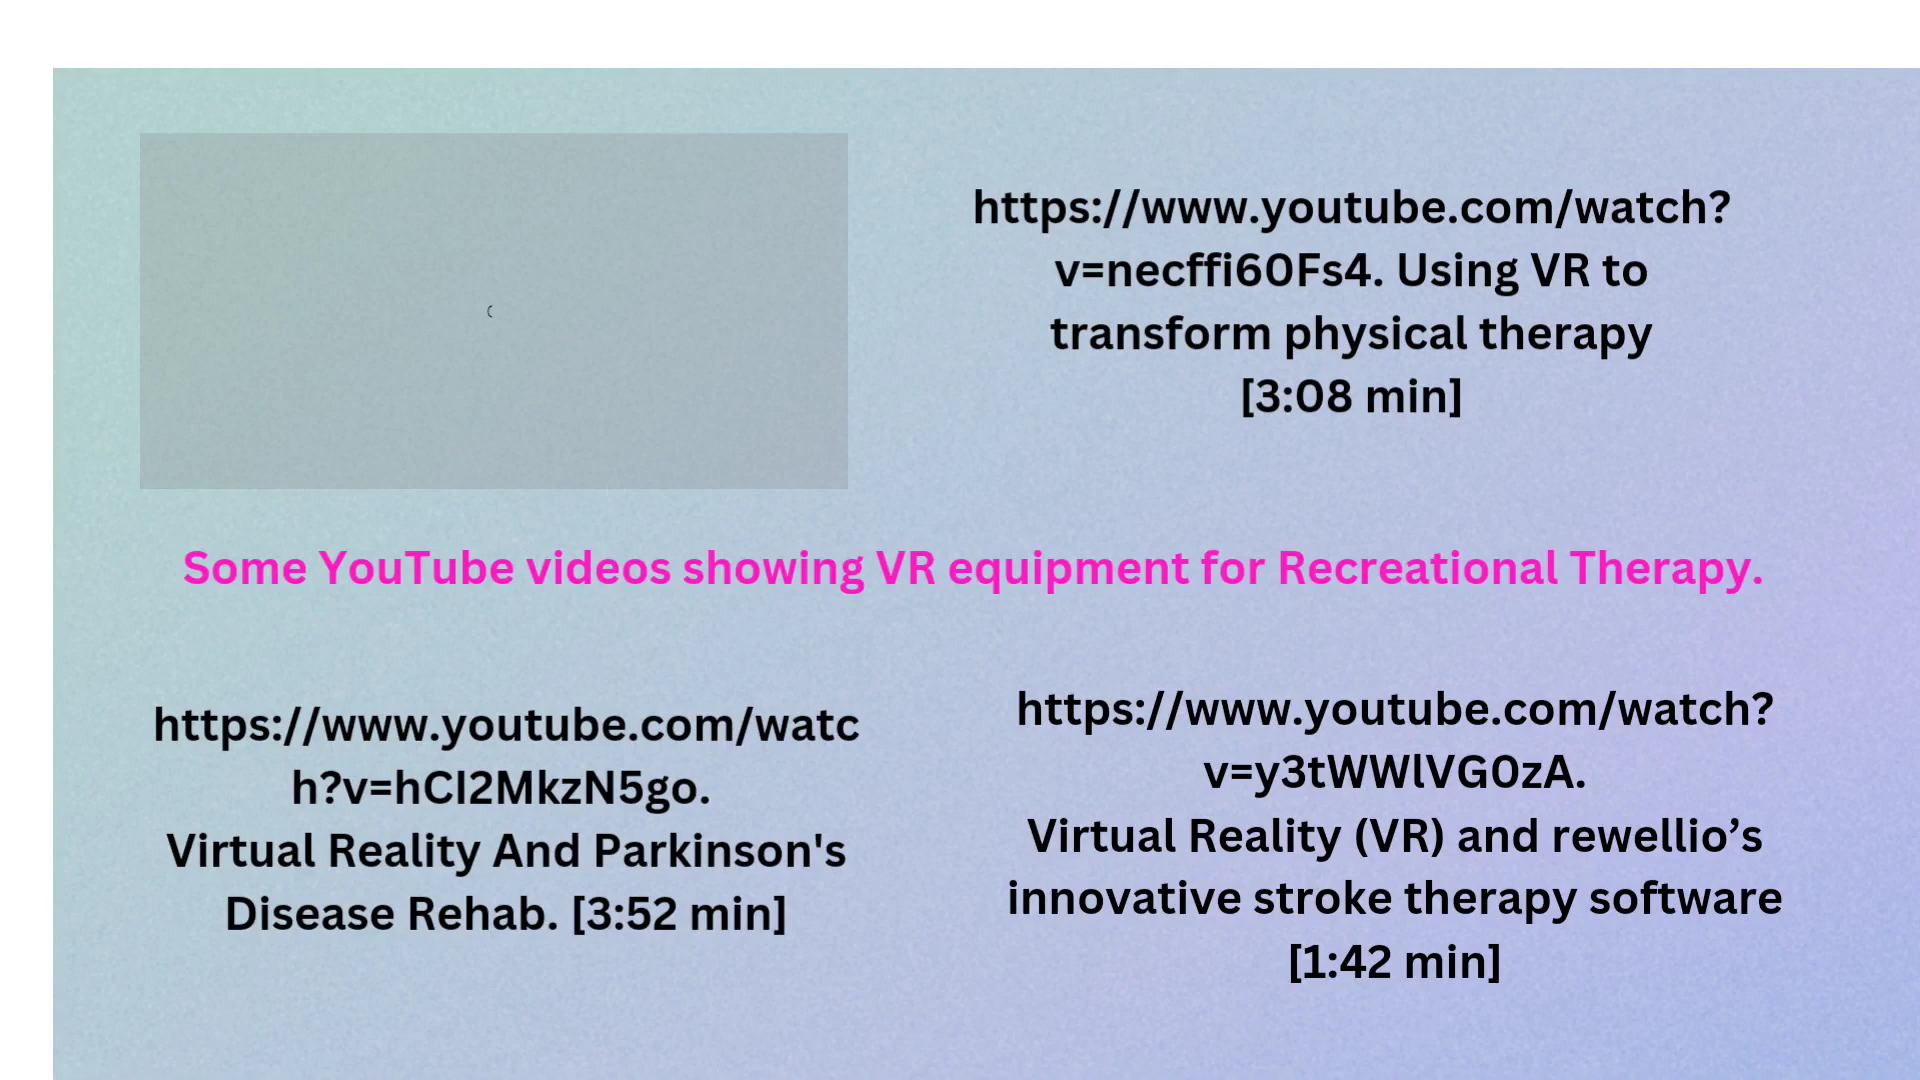 https://www.youtube.com/watch?
v=necffi60Fs4. Using VR to
transform physical therapy
[3:08 min]
Some YouTube videos showing VR equipment for Recreational Therapy.
https://www.youtube.com/watc
h?v=hCI2MkzN5go.
Virtual Reality And Parkinson's
Disease Rehab. [3:52 min]
https://www.youtube.com/watch?
v=y3tWWlVG0zA.
Virtual Reality (VR) and rewellio’s
innovative stroke therapy software
[1:42 min]